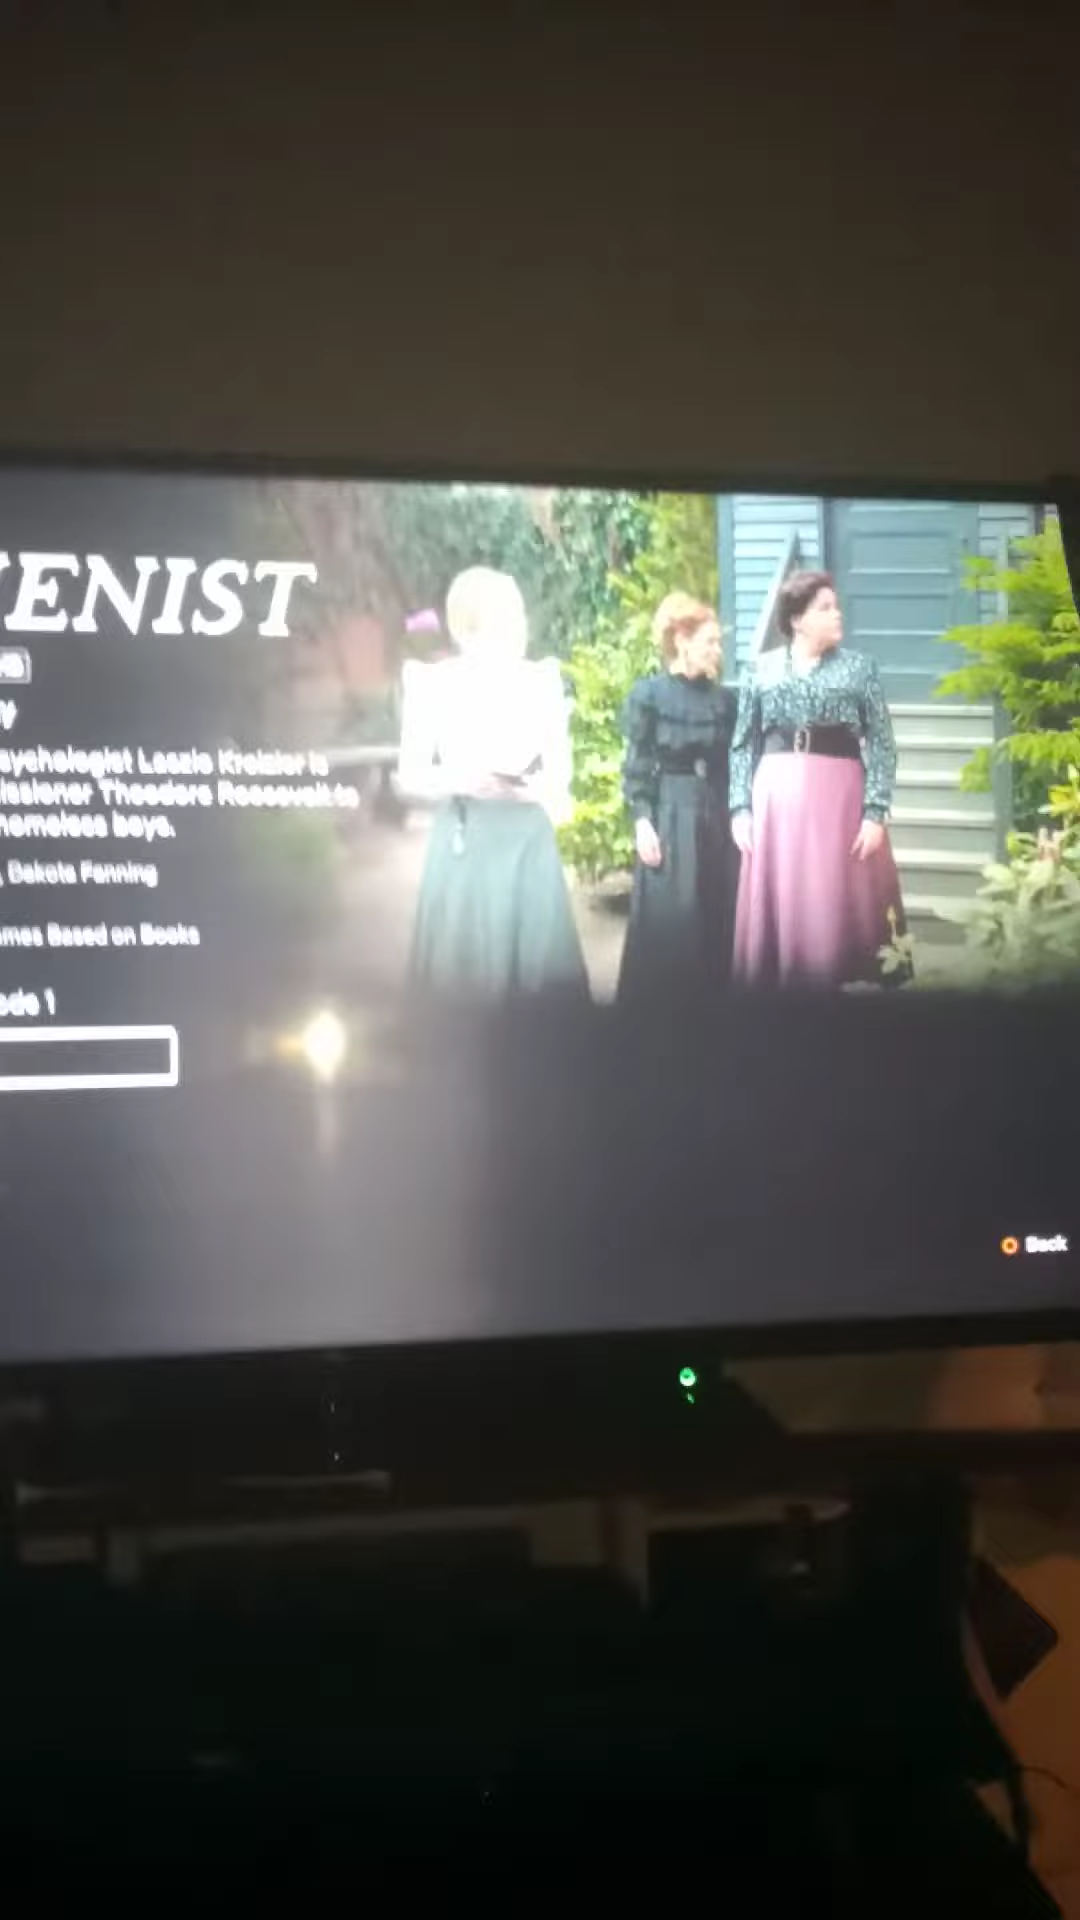 ENIST
sychologist Laszlo Kreizler is
issioner Theodore Roosevelt to
homeless boys.
, Dakota Fanning
mes Based on Books
ode 1
Back